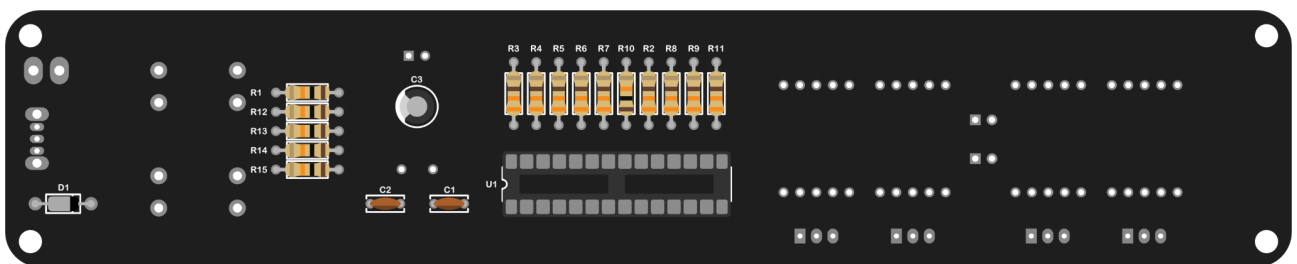 R3 R4 R5 R6 R7 R10 R2 R8 R9 R11
C3
R1
R12
R13
R14
R15
D1
C2 C1
U1